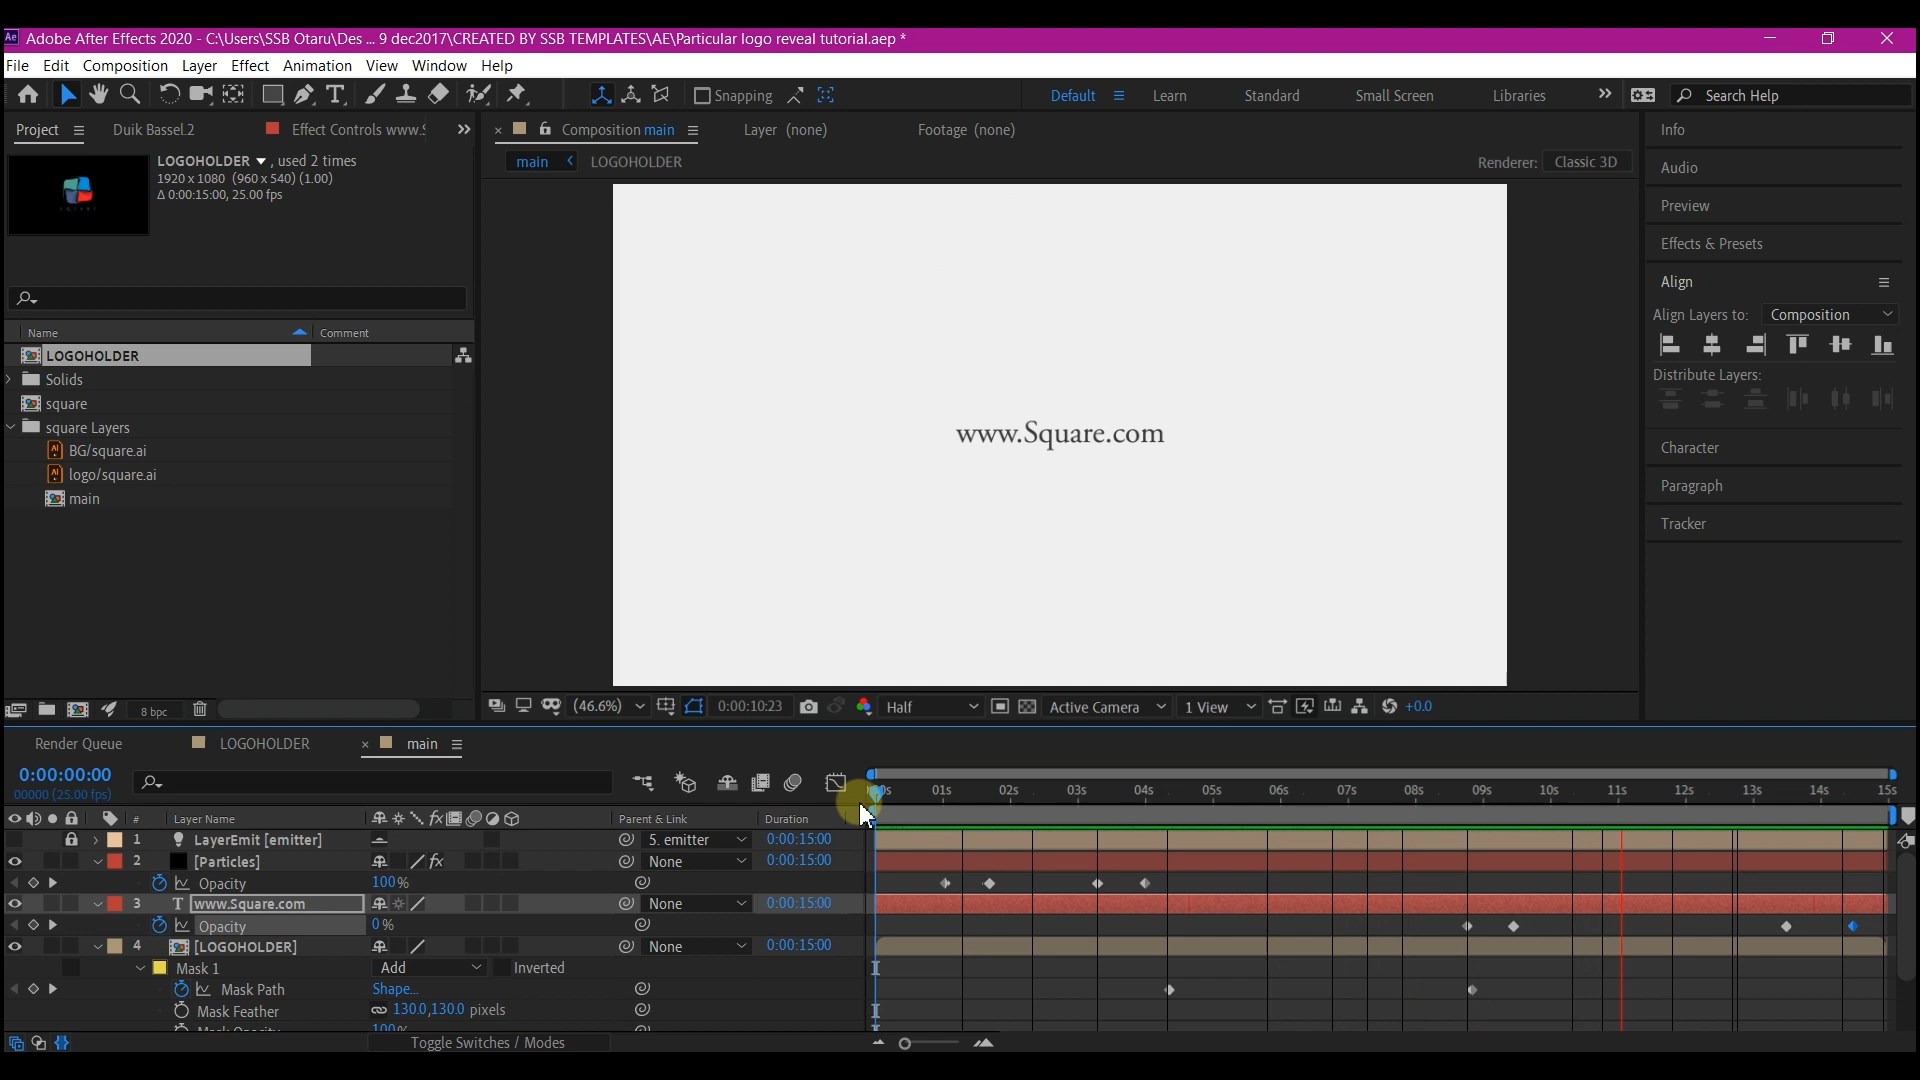 Ae Adobe After Effects 2020 - C:\Users\SSB Otaru\Des ... 9 dec2017\CREATED BY SSB TEMPLATES\AE\Particular logo reveal tutorial.aep *
File Edit Composition Layer Effect Animation View Window Help
Snapping Default Learn Standard Small Screen Libraries Search Help
Project Duik Bassel.2 Effect Controls www.S
Composition main Layer (none) Footage (none)
Info
LOGOHOLDER , used 2 times
1920 x 1080 (960 x 540) (1.00)
Δ 0:00:15:00, 25.00 fps
main LOGOHOLDER Renderer: Classic 3D
Audio
Preview
Effects & Presets
Align
Align Layers to: Composition
Distribute Layers:
Character
Paragraph
Tracker
Name Comment
LOGOHOLDER
Solids
square
square Layers
BG/square.ai
logo/square.ai
main
www.Square.com
8 bpc
(46.6%) 0:00:10:23 Half Active Camera 1 View +0.0
Render Queue LOGOHOLDER main
0:00:00:00
00000 (25.00 fps)
01s 02s 03s 04s 05s 06s 07s 08s 09s 10s 11s 12s 13s 14s 15s
# Layer Name Parent & Link Duration
1 LayerEmit [emitter] 5. emitter 0:00:15:00
2 [Particles] None 0:00:15:00
Opacity 100%
3 T www.Square.com None 0:00:15:00
Opacity 0%
4 [LOGOHOLDER] None 0:00:15:00
Mask 1 Add Inverted
Mask Path Shape...
Mask Feather 130.0,130.0 pixels
Mask Opacity 100%
Toggle Switches / Modes